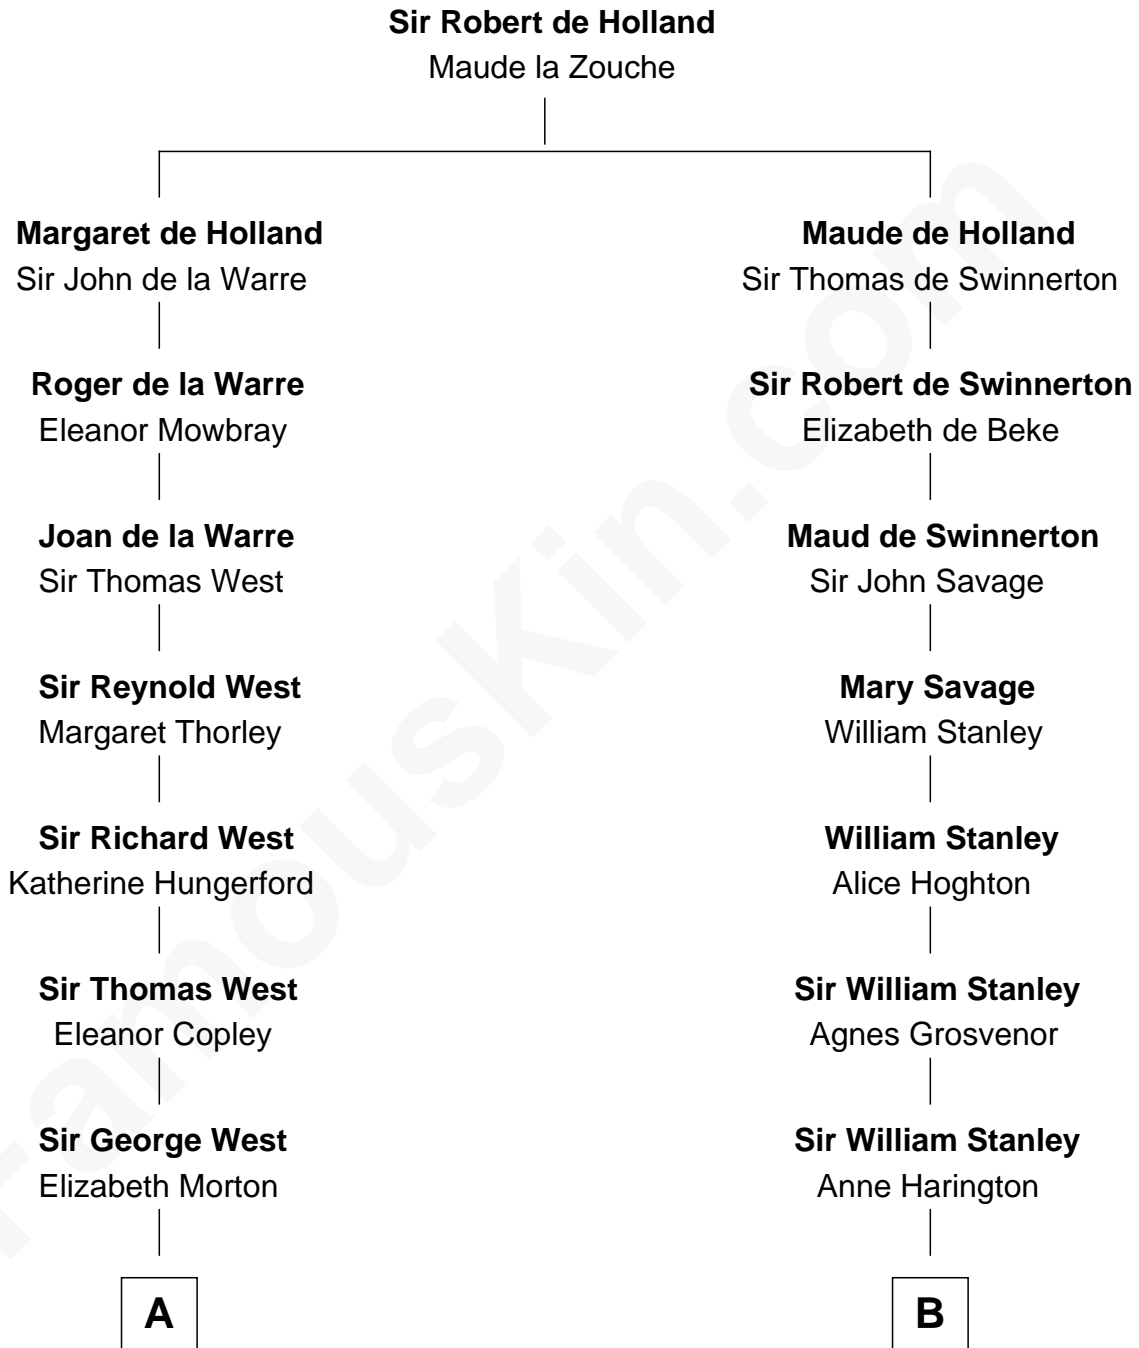 Sir Robert de Holland
Maude la Zouche
Margaret de Holland
Sir John de la Warre
Maude de Holland
Sir Thomas de Swinnerton
Roger de la Warre
Eleanor Mowbray
Sir Robert de Swinnerton
Elizabeth de Beke
Joan de la Warre
Sir Thomas West
Maud de Swinnerton
Sir John Savage
Sir Reynold West
Margaret Thorley
Mary Savage
William Stanley
Sir Richard West
Katherine Hungerford
William Stanley
Alice Hoghton
Sir Thomas West
Eleanor Copley
Sir William Stanley
Agnes Grosvenor
Sir George West
Elizabeth Morton
Sir William Stanley
Anne Harington
A
B
FamousKin.com